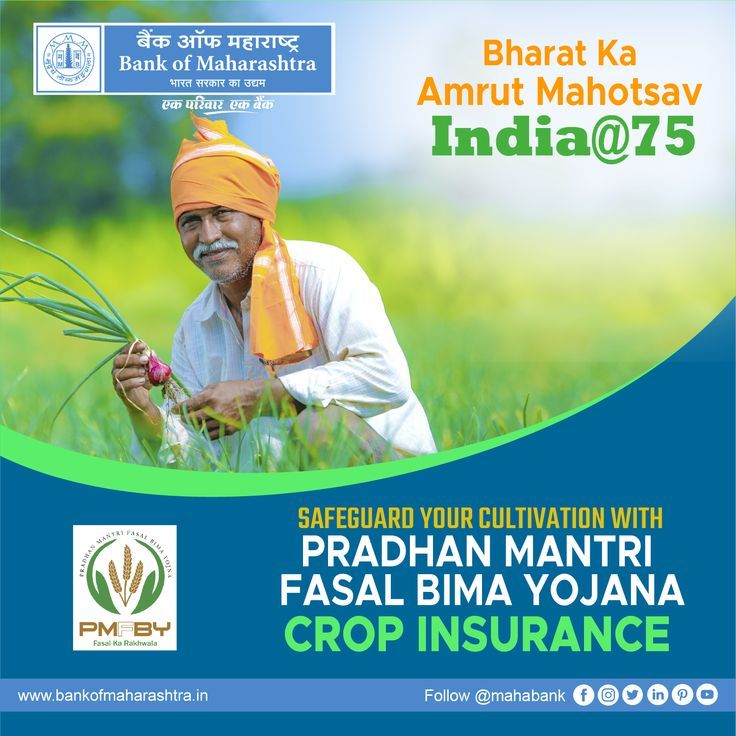 बैंक ऑफ महाराष्ट्र
Bank of Maharashtra
भारत सरकार का उद्यम
एक परिवार एक बैंक
Bharat Ka
Amrut Mahotsav
India@75
SAFEGUARD YOUR CULTIVATION WITH
PRADHAN MANTRI
FASAL BIMA YOJANA
CROP INSURANCE
PRADHAN MANTRI FASAL BIMA YOJNA
PMFBY
Fasal Ka Rakhwala
www.bankofmaharashtra.in
Follow @mahabank